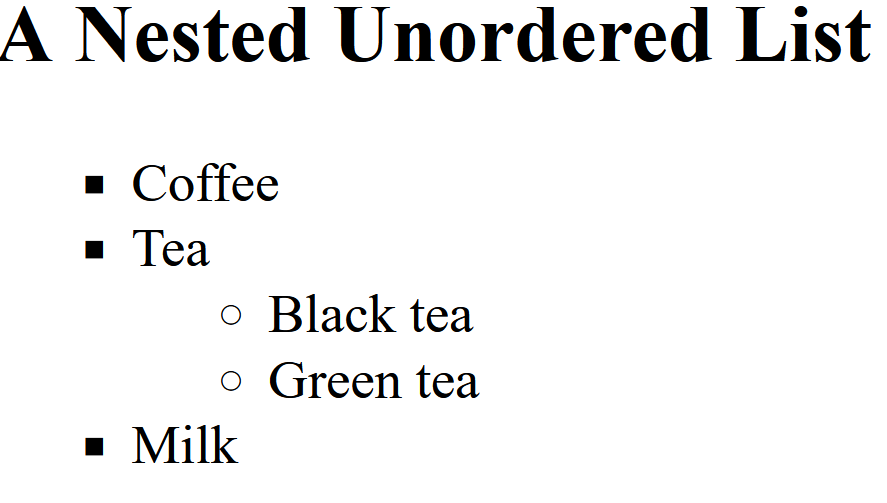 A Nested Unordered List
▪ Coffee
▪ Tea
○ Black tea
○ Green tea
▪ Milk